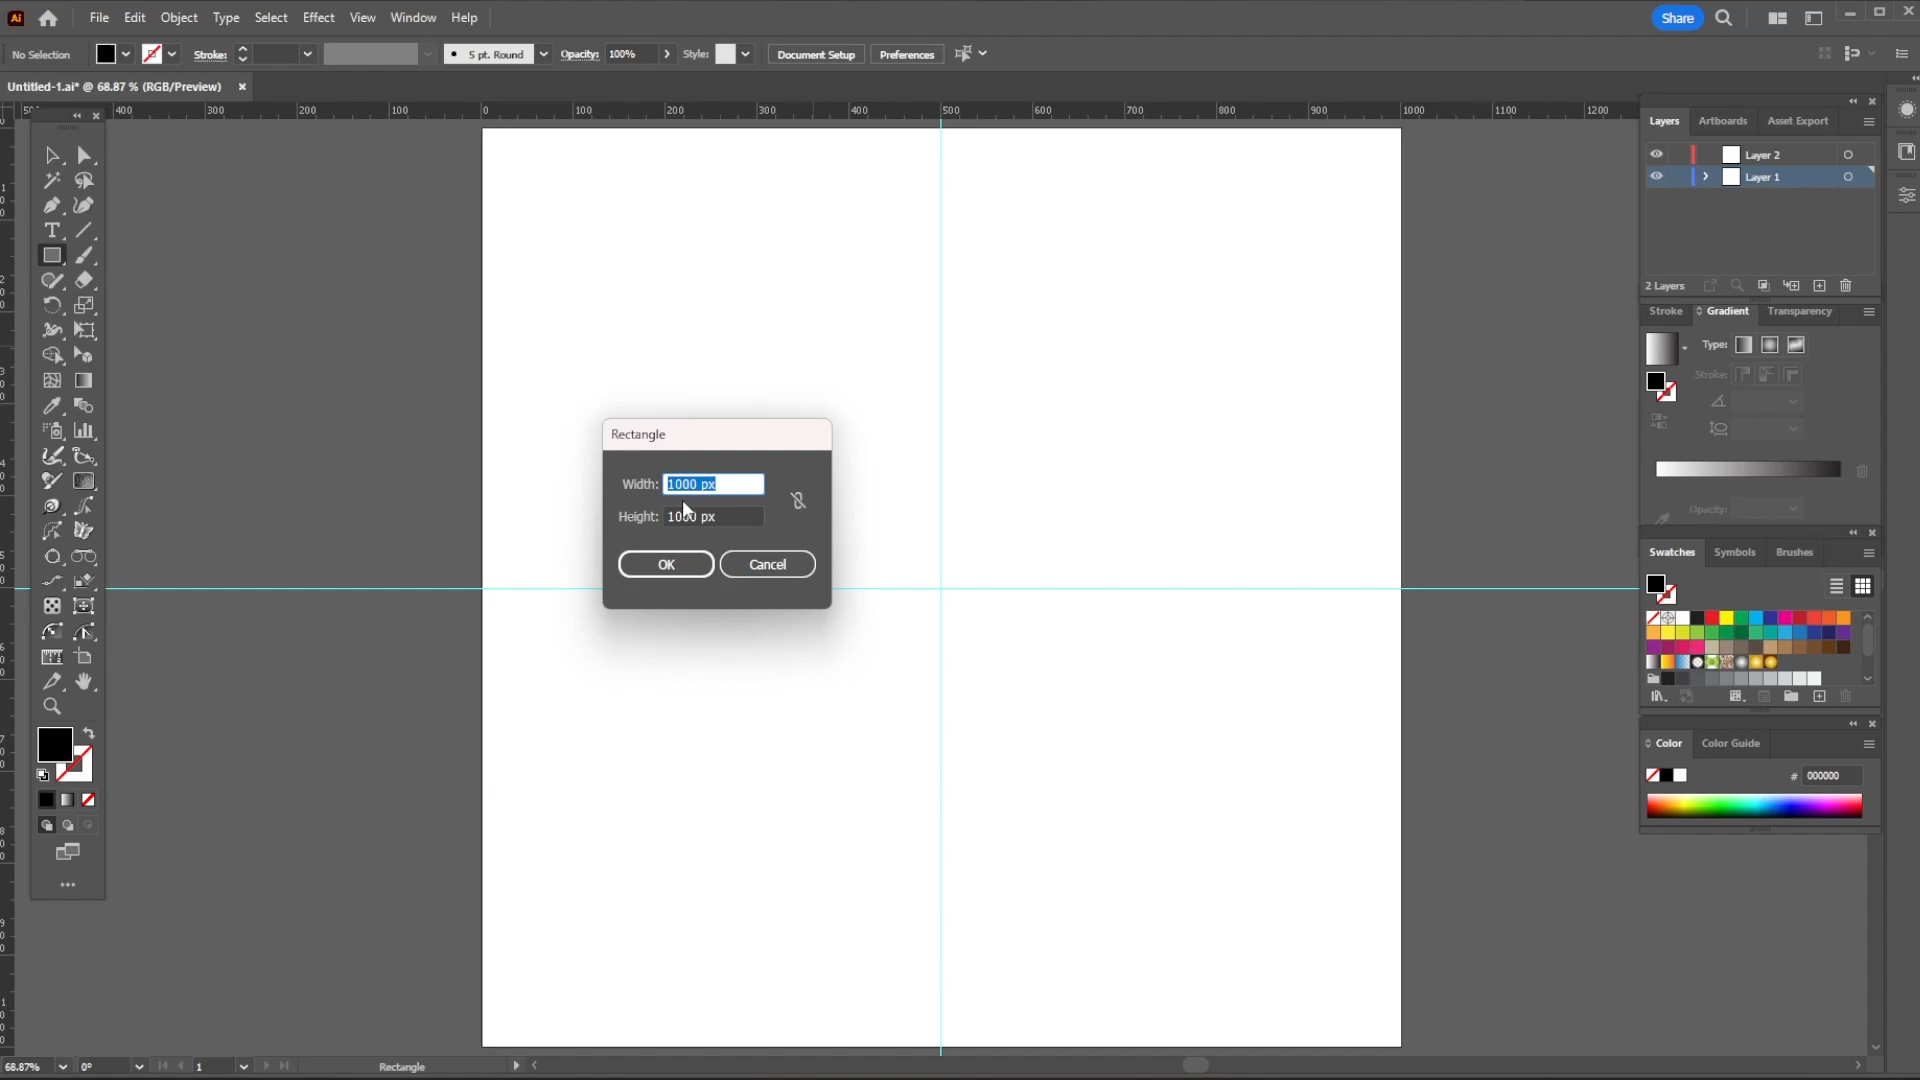 Ai File Edit Object Type Select Effect View Window Help Share
No Selection Stroke: 5 pt. Round Opacity: 100% Style: Document Setup Preferences
Untitled-1.ai* @ 68.87 % (RGB/Preview)
400 300 200 100 0 100 200 300 400 500 600 700 800 900 1000 1100 1200
Layers Artboards Asset Export
Layer 2
Layer 1
2 Layers
Stroke Gradient Transparency
Type:
Stroke:
Opacity:
Rectangle
Width: 1000 px
Height: 1000 px
OK Cancel
Swatches Symbols Brushes
Color Color Guide
# 000000
68.87% 0° 1 Rectangle